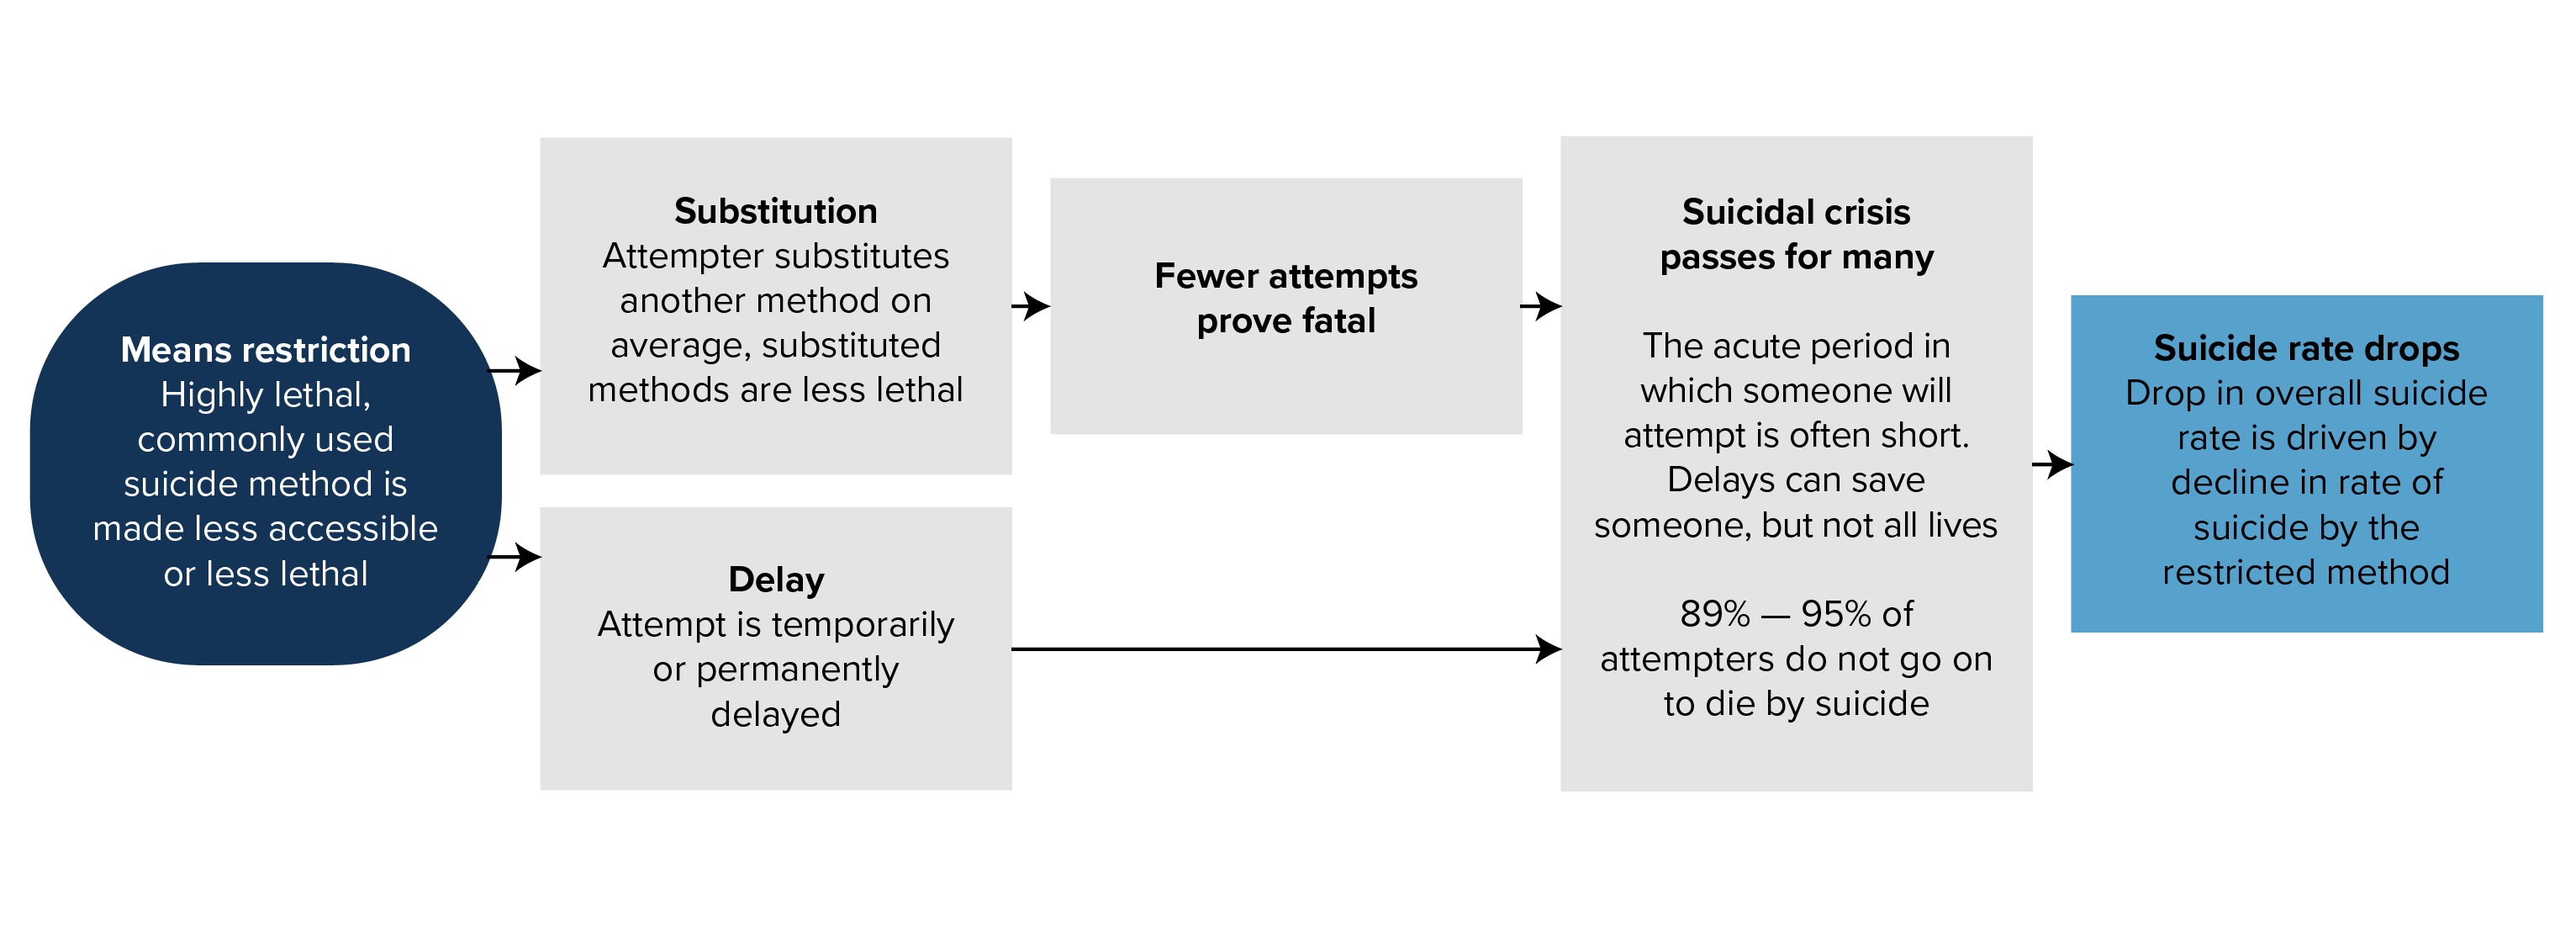 Means restriction
Highly lethal,
commonly used
suicide method is
made less accessible
or less lethal
Substitution
Attempter substitutes
another method on
average, substituted
methods are less lethal
Delay
Attempt is temporarily
or permanently
delayed
Fewer attempts
prove fatal
Suicidal crisis
passes for many
The acute period in
which someone will
attempt is often short.
Delays can save
someone, but not all lives
89% — 95% of
attempters do not go on
to die by suicide
Suicide rate drops
Drop in overall suicide
rate is driven by
decline in rate of
suicide by the
restricted method